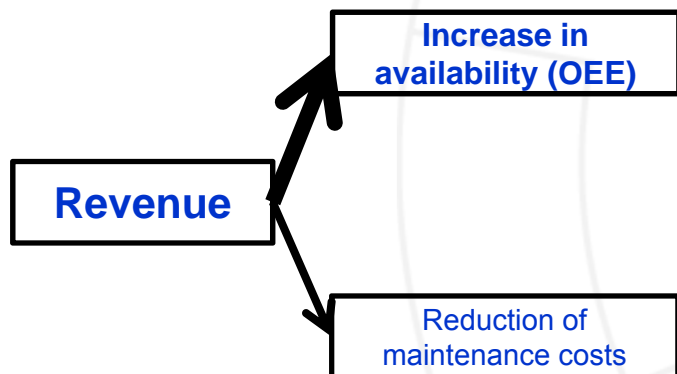 Increase in
availability (OEE)
Revenue
Reduction of
maintenance costs